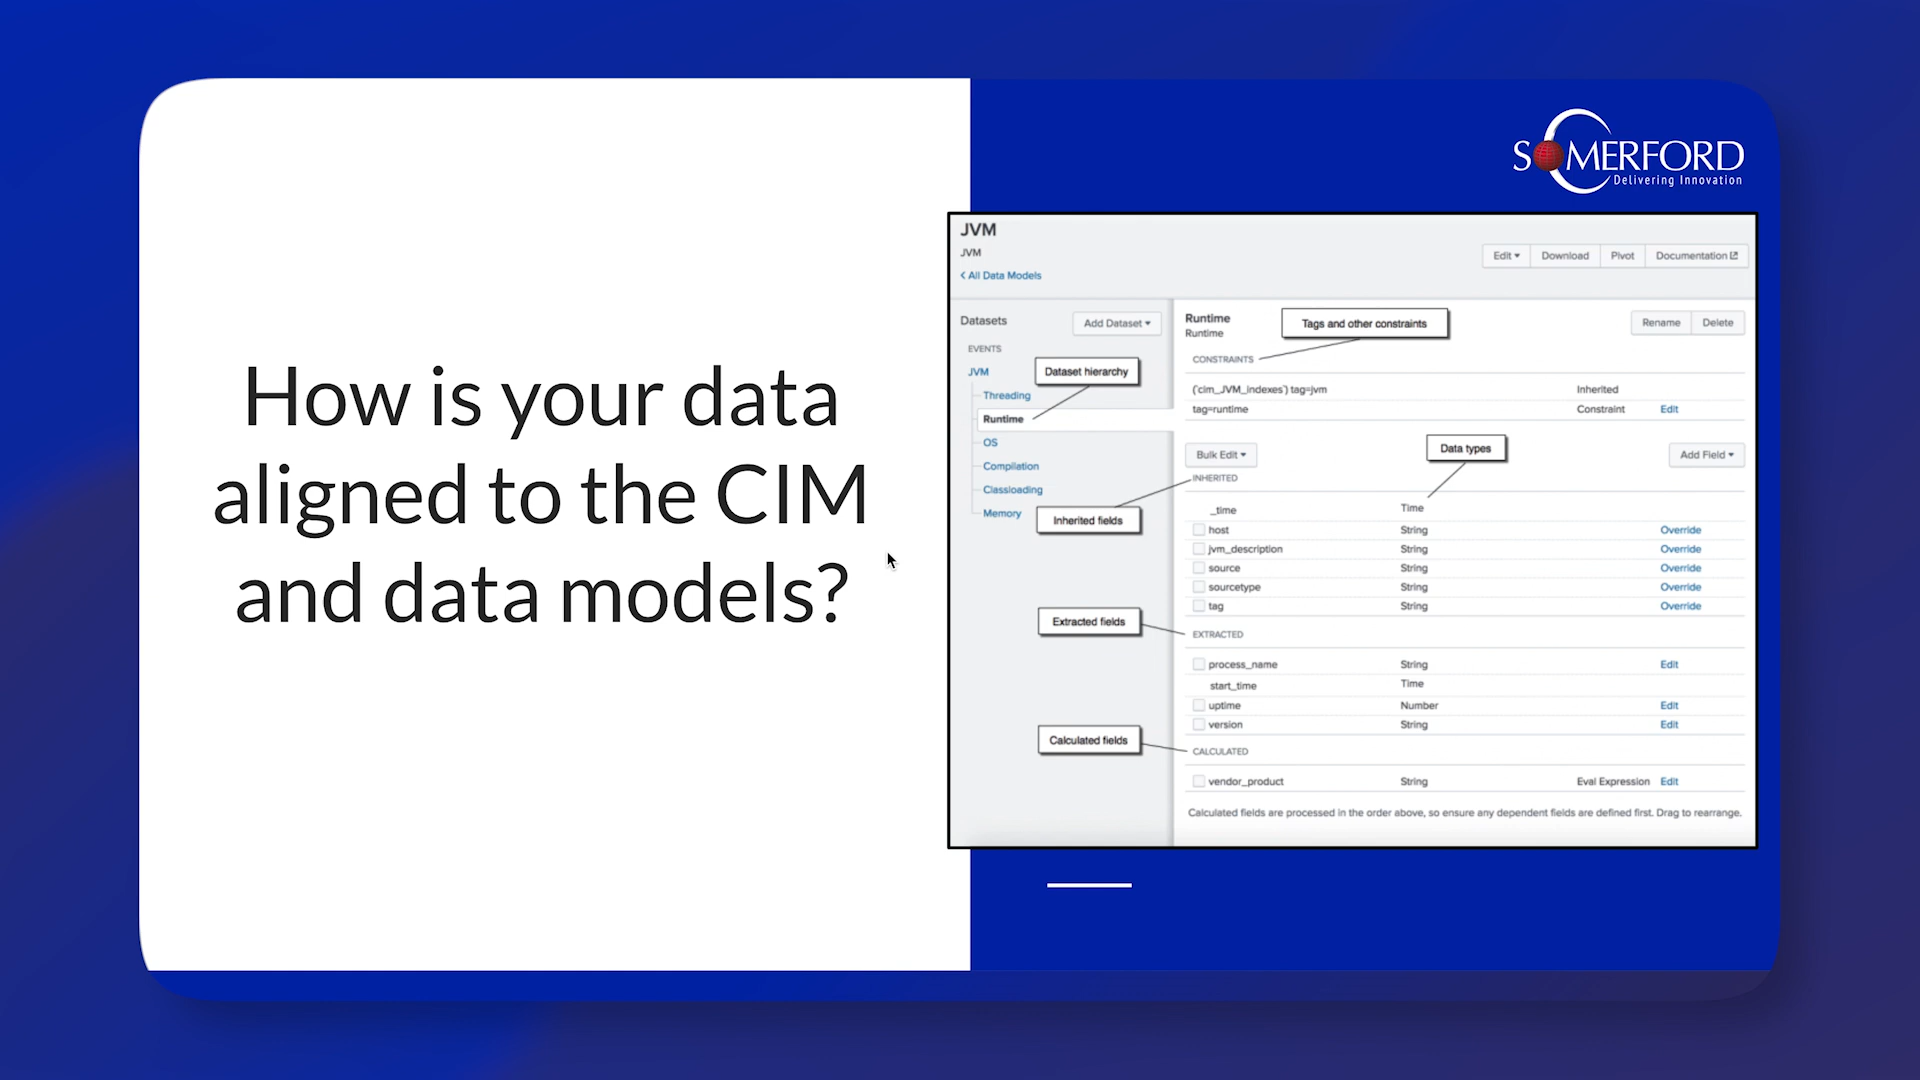 How is your data
aligned to the CIM
and data models?
SOMERFORD
Delivering Innovation
JVM
JVM
< All Data Models
Edit Download Pivot Documentation
Datasets
Add Dataset
EVENTS
JVM
Threading
Runtime
OS
Compilation
Classloading
Memory
Dataset hierarchy
Inherited fields
Extracted fields
Calculated fields
Runtime
Runtime
Tags and other constraints
Rename Delete
CONSTRAINTS
(`cim_JVM_indexes`) tag=jvm Inherited
tag=runtime Constraint Edit
Bulk Edit
Data types
Add Field
INHERITED
_time Time
host String Override
jvm_description String Override
source String Override
sourcetype String Override
tag String Override
EXTRACTED
process_name String Edit
start_time Time
uptime Number Edit
version String Edit
CALCULATED
vendor_product String Eval Expression Edit
Calculated fields are processed in the order above, so ensure any dependent fields are defined first. Drag to rearrange.